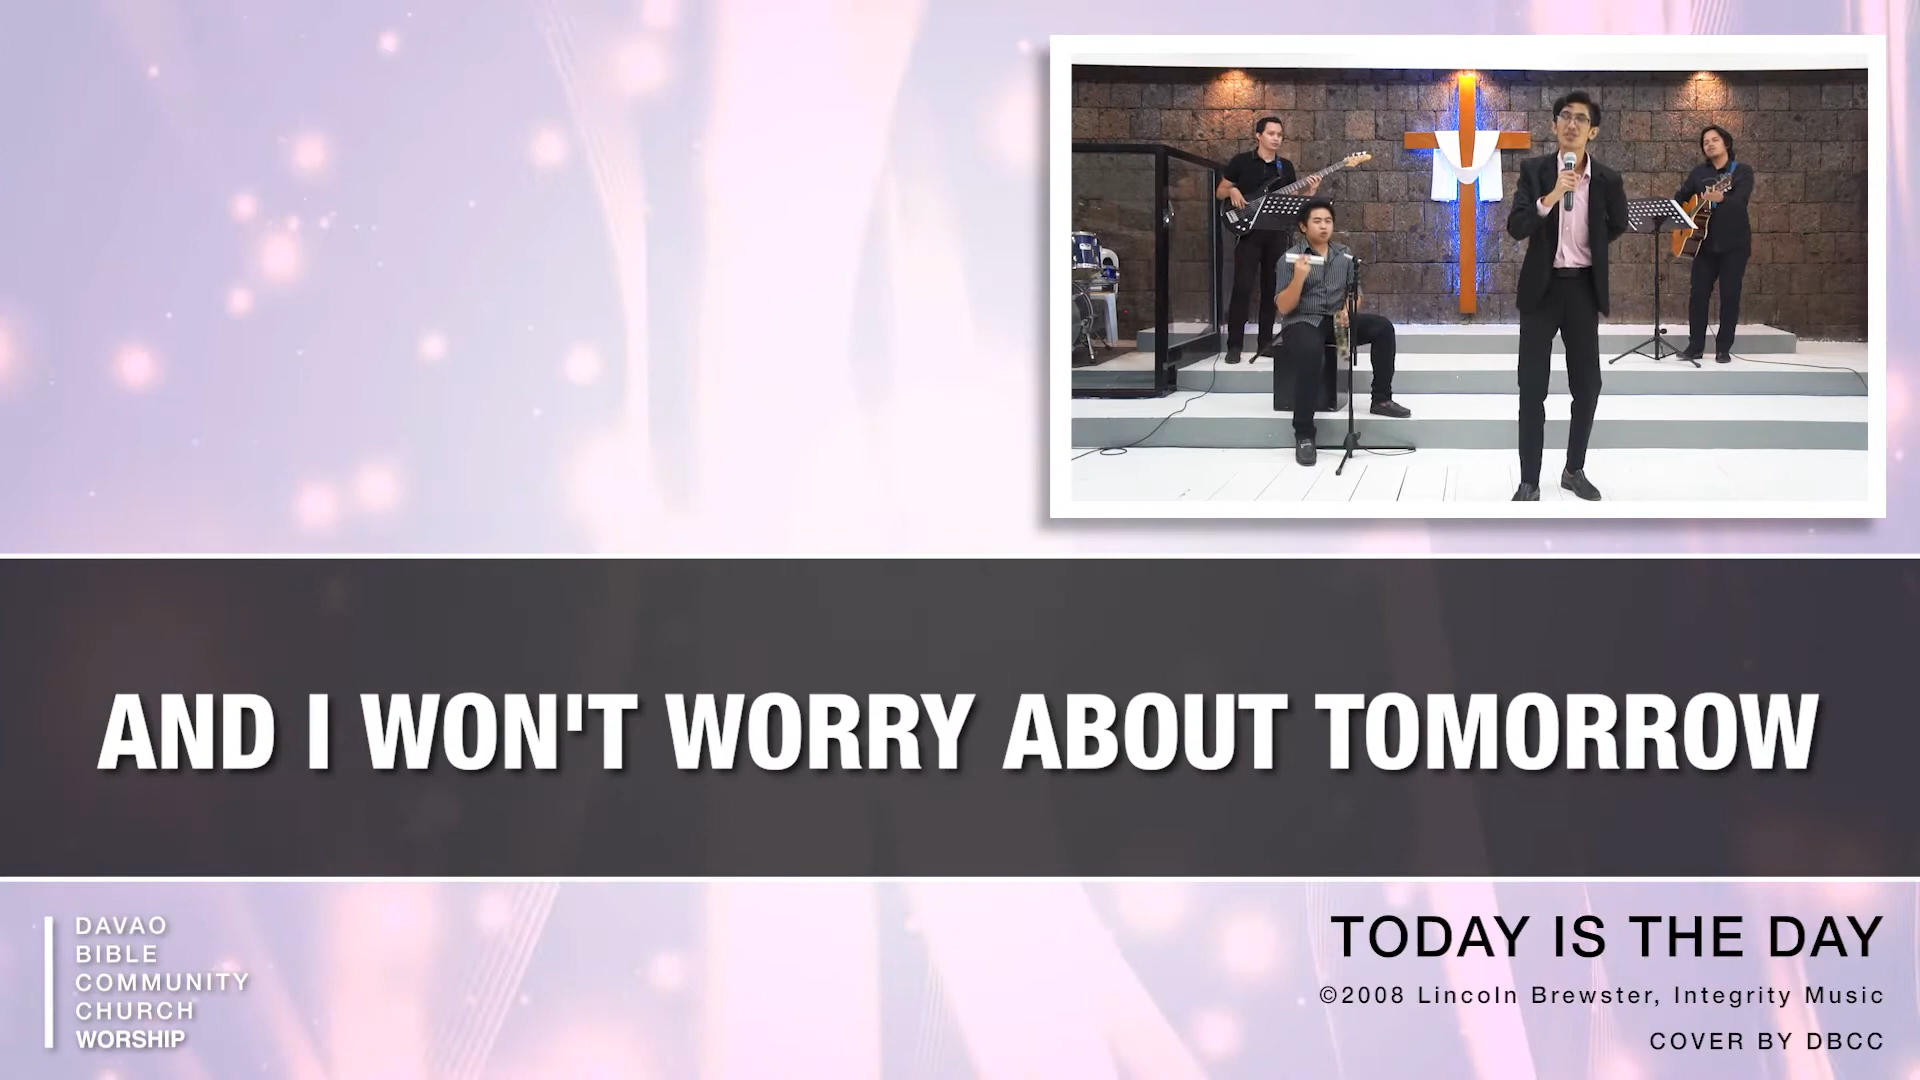 AND I WON'T WORRY ABOUT TOMORROW
DAVAO
BIBLE
COMMUNITY
CHURCH
WORSHIP
TODAY IS THE DAY
©2008 Lincoln Brewster, Integrity Music
COVER BY DBCC